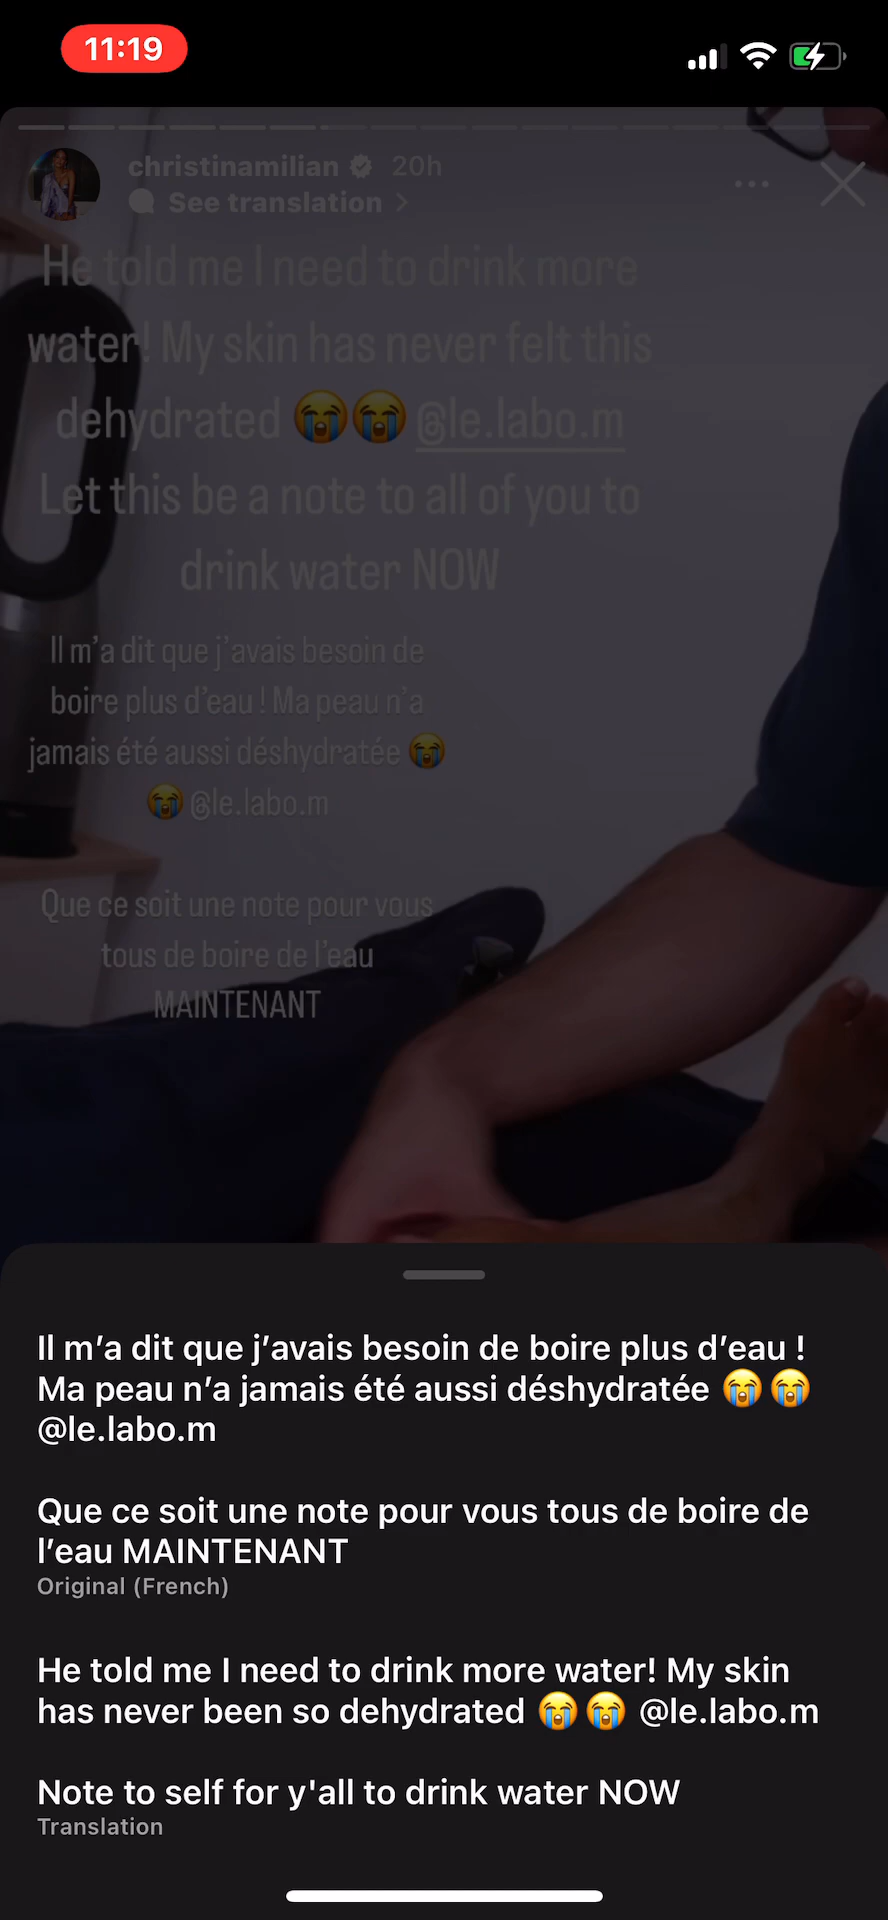 11:19
christinamilian 20h
See translation >
He told me I need to drink more
water! My skin has never felt this
dehydrated 😭😭 @le.labo.m
Let this be a note to all of you to
drink water NOW
Il m’a dit que j’avais besoin de
boire plus d’eau ! Ma peau n’a
jamais été aussi déshydratée 😭
😭 @le.labo.m
Que ce soit une note pour vous
tous de boire de l’eau
MAINTENANT
Il m’a dit que j’avais besoin de boire plus d’eau !
Ma peau n’a jamais été aussi déshydratée 😭😭
@le.labo.m
Que ce soit une note pour vous tous de boire de
l’eau MAINTENANT
Original (French)
He told me I need to drink more water! My skin
has never been so dehydrated 😭😭 @le.labo.m
Note to self for y'all to drink water NOW
Translation